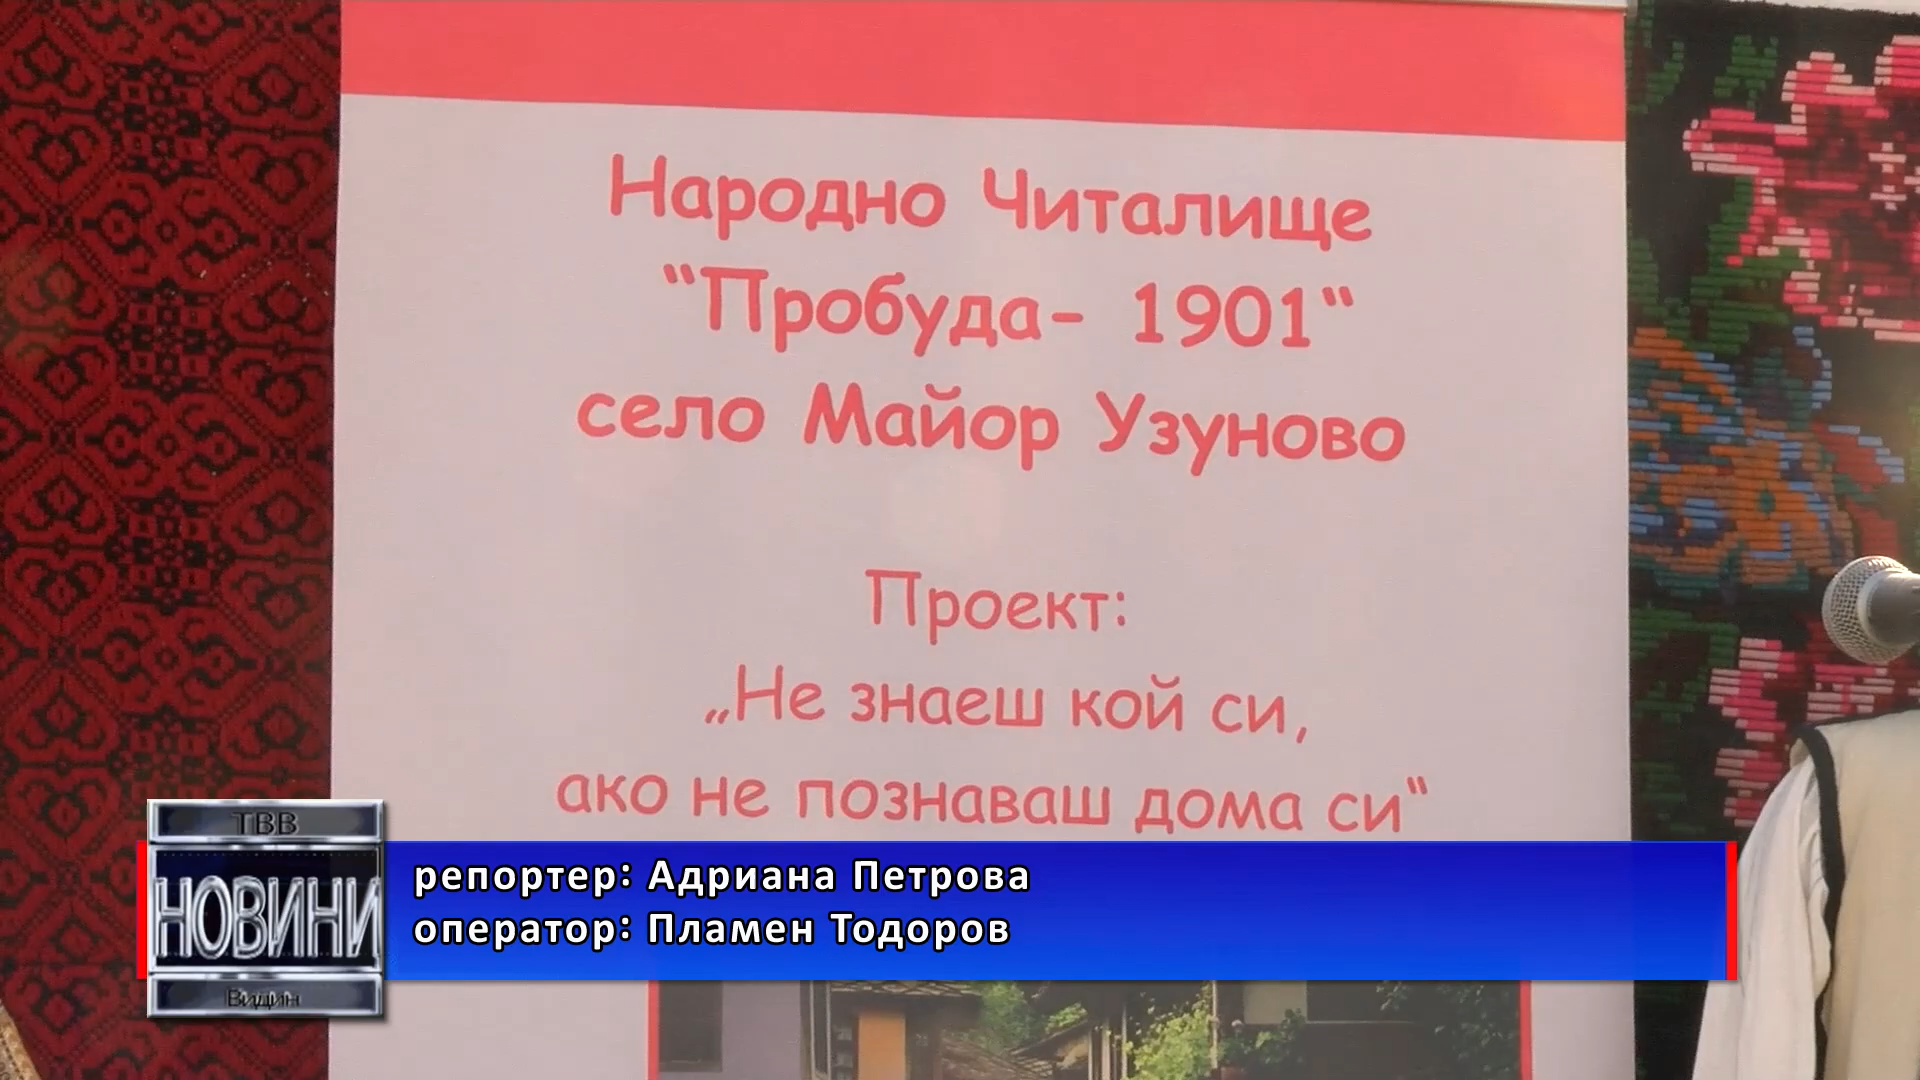 Народно Читалище
"Пробуда- 1901"
село Майор Узуново
Проект:
„Не знаеш кой си,
ако не познаваш дома си"
ТВВ
НОВИНИ
Видин
репортер: Адриана Петрова
оператор: Пламен Тодоров